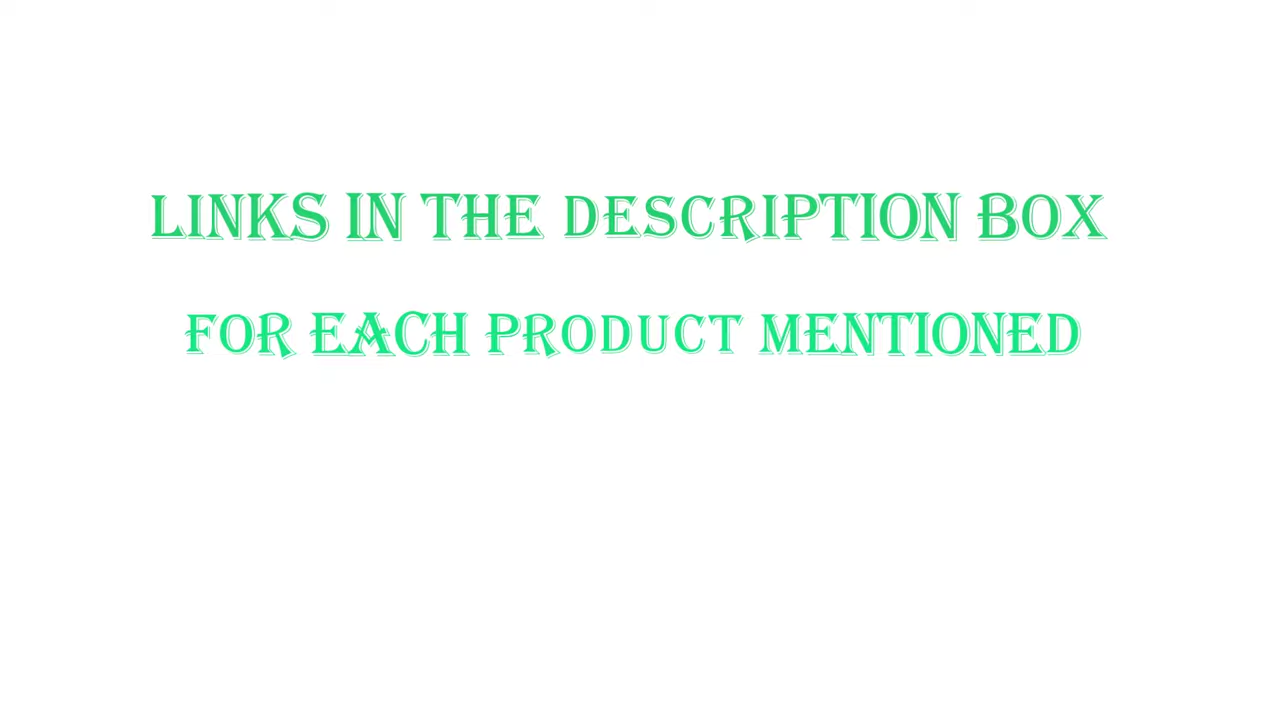 LINKS IN THE DESCRIPTION BOX
FOR EACH PRODUCT MENTIONED